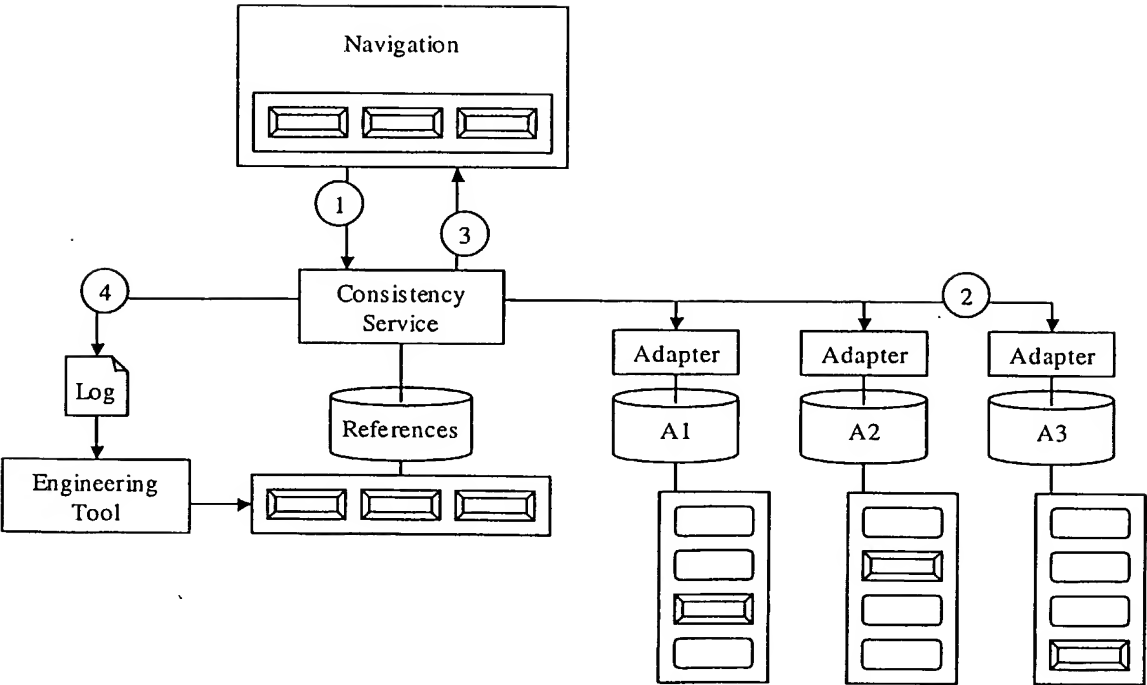 Navigation
1
3
4
Consistency
Service
2
Adapter
Adapter
Adapter
Log
References
A1
A2
A3
Engineering
Tool